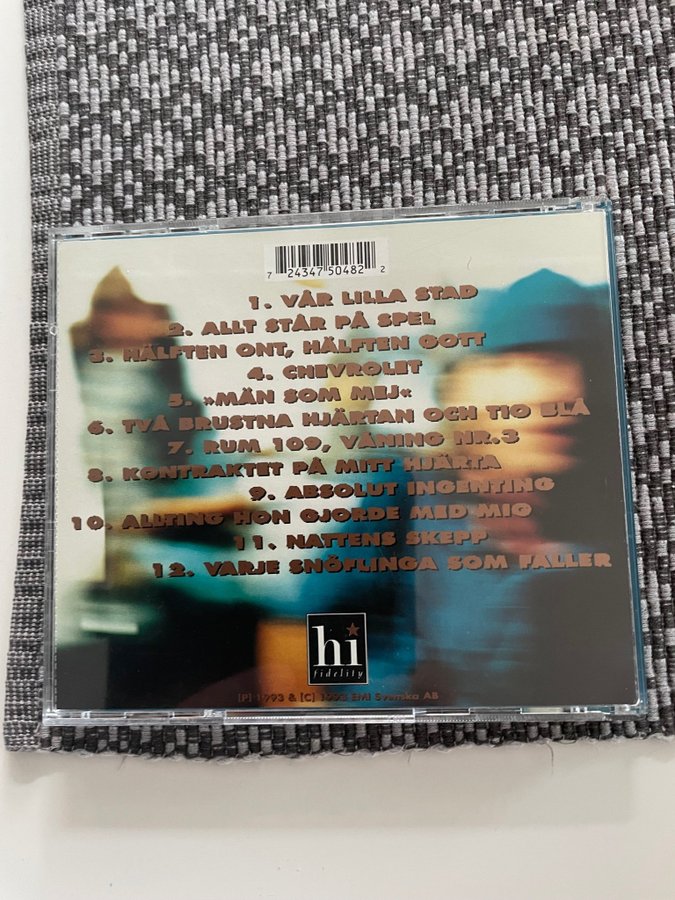 7 24347 50482 2
1. VÅR LILLA STAD
2. ALLT STÅR PÅ SPEL
3. HÄLFTEN ONT, HÄLFTEN GOTT
4. CHEVROLET
5. »MÄN SOM MEJ«
6. TVÅ BRUSTNA HJÄRTAN OCH TIO BLÅ
7. RUM 109, VÅNING NR.3
8. KONTRAKTET PÅ MITT HJÄRTA
9. ABSOLUT INGENTING
10. ALLTING HON GJORDE MED MIG
11. NATTENS SKEPP
12. VARJE SNÖFLINGA SOM FALLER
hi
fidelity
[P] 1993 & [C] 1993 EMI Svenska AB